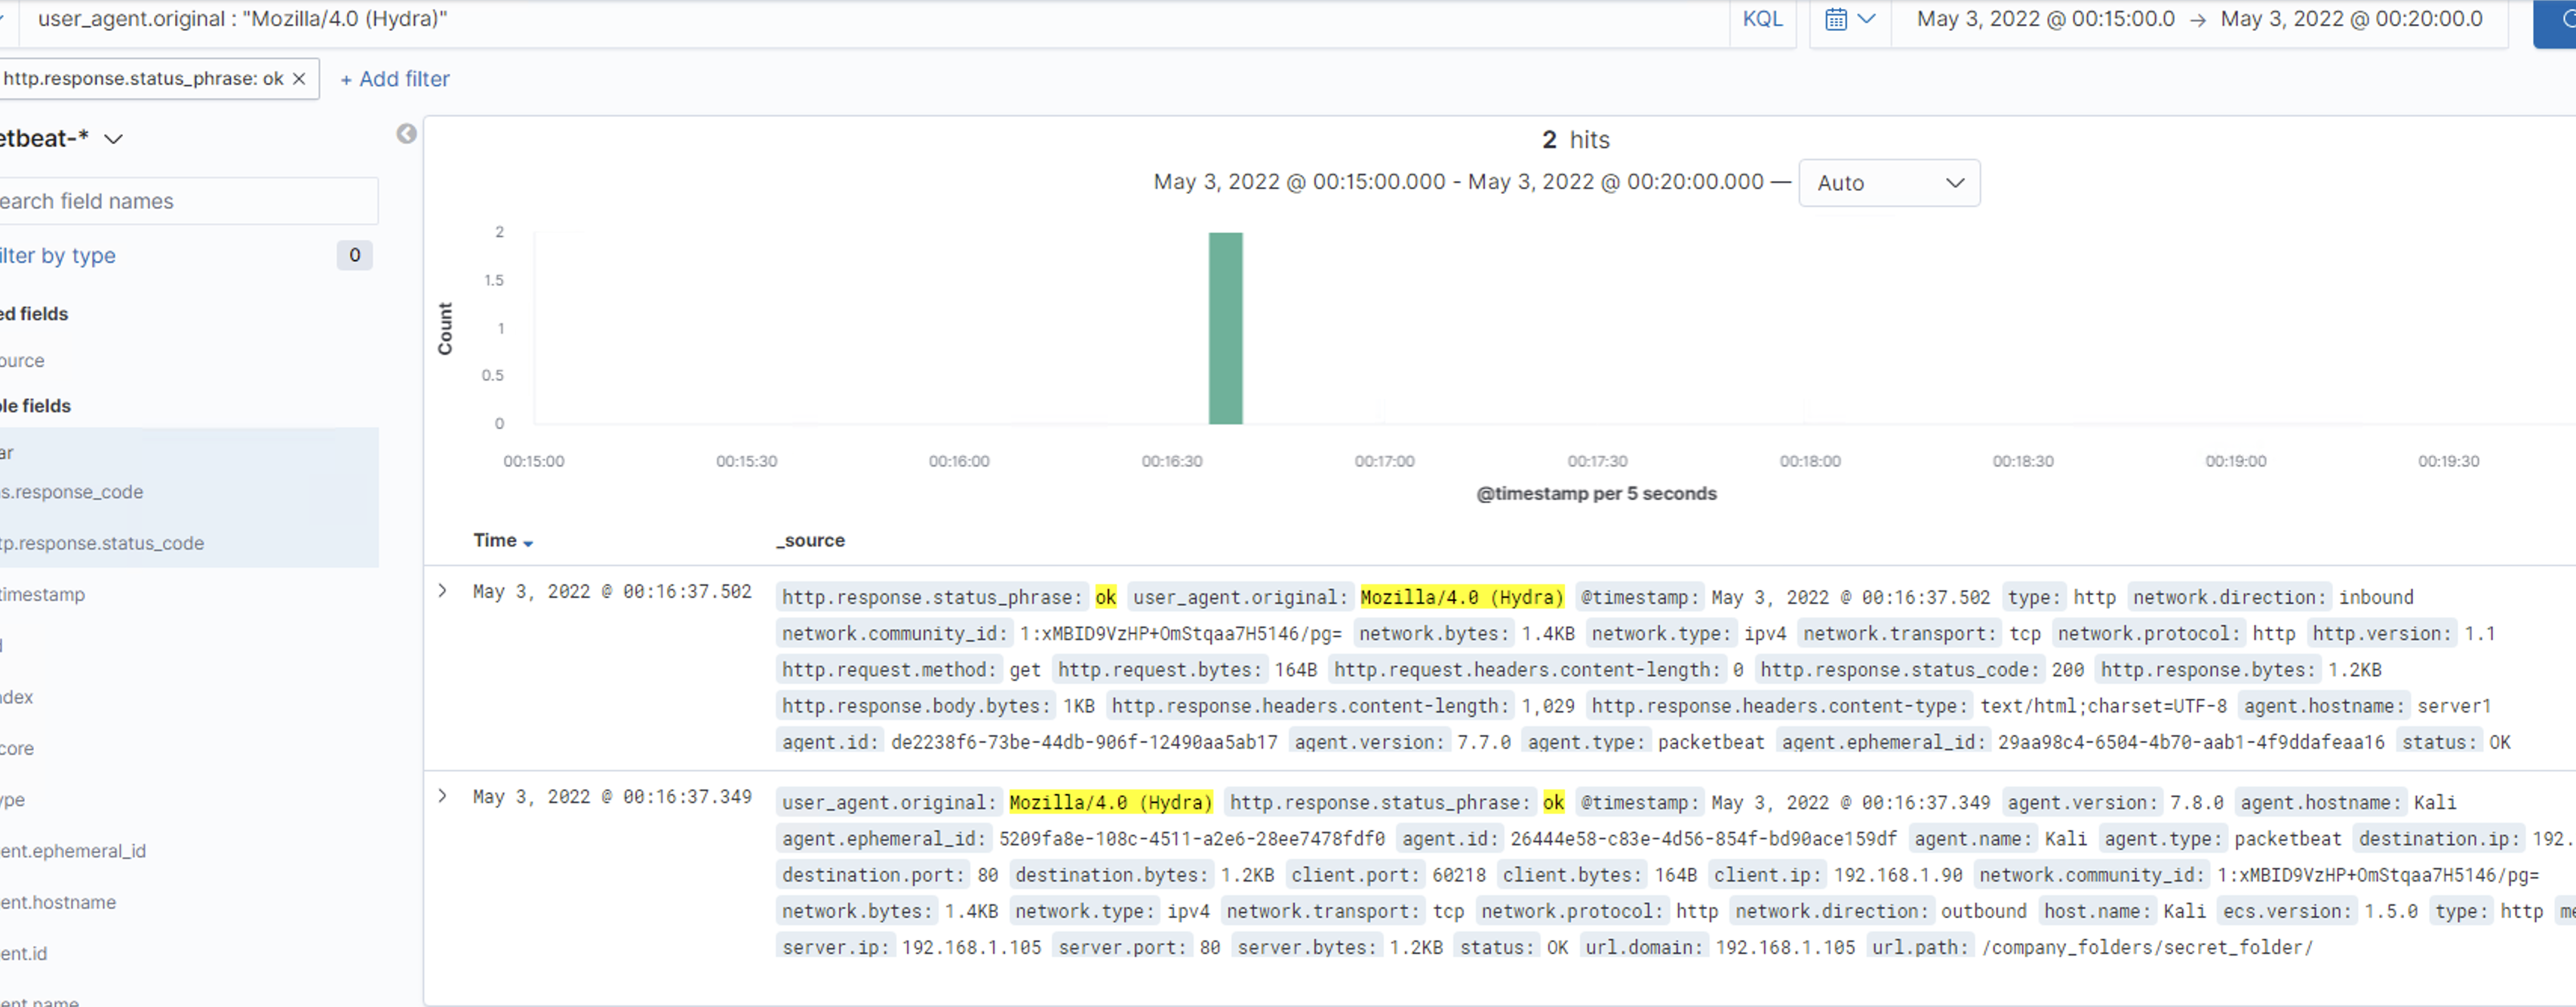 user_agent.original : "Mozilla/4.0 (Hydra)" KQL May 3, 2022 @ 00:15:00.0 → May 3, 2022 @ 00:20:00.0
http.response.status_phrase: ok × + Add filter
etbeat-*
earch field names
ilter by type 0
ed fields
ource
le fields
ar
s.response_code
tp.response.status_code
timestamp
d
ndex
core
ype
ent.ephemeral_id
ent.hostname
ent.id
ent.name
2 hits
May 3, 2022 @ 00:15:00.000 - May 3, 2022 @ 00:20:00.000 — Auto
Count
2
1.5
1
0.5
0
00:15:00 00:15:30 00:16:00 00:16:30 00:17:00 00:17:30 00:18:00 00:18:30 00:19:00 00:19:30
@timestamp per 5 seconds
Time _source
May 3, 2022 @ 00:16:37.502 http.response.status_phrase: ok user_agent.original: Mozilla/4.0 (Hydra) @timestamp: May 3, 2022 @ 00:16:37.502 type: http network.direction: inbound
network.community_id: 1:xMBID9VzHP+OmStqaa7H5146/pg= network.bytes: 1.4KB network.type: ipv4 network.transport: tcp network.protocol: http http.version: 1.1
http.request.method: get http.request.bytes: 164B http.request.headers.content-length: 0 http.response.status_code: 200 http.response.bytes: 1.2KB
http.response.body.bytes: 1KB http.response.headers.content-length: 1,029 http.response.headers.content-type: text/html;charset=UTF-8 agent.hostname: server1
agent.id: de2238f6-73be-44db-906f-12490aa5ab17 agent.version: 7.7.0 agent.type: packetbeat agent.ephemeral_id: 29aa98c4-6504-4b70-aab1-4f9ddafeaa16 status: OK
May 3, 2022 @ 00:16:37.349 user_agent.original: Mozilla/4.0 (Hydra) http.response.status_phrase: ok @timestamp: May 3, 2022 @ 00:16:37.349 agent.version: 7.8.0 agent.hostname: Kali
agent.ephemeral_id: 5209fa8e-108c-4511-a2e6-28ee7478fdf0 agent.id: 26444e58-c83e-4d56-854f-bd90ace159df agent.name: Kali agent.type: packetbeat destination.ip: 192.
destination.port: 80 destination.bytes: 1.2KB client.port: 60218 client.bytes: 164B client.ip: 192.168.1.90 network.community_id: 1:xMBID9VzHP+OmStqaa7H5146/pg=
network.bytes: 1.4KB network.type: ipv4 network.transport: tcp network.protocol: http network.direction: outbound host.name: Kali ecs.version: 1.5.0 type: http me
server.ip: 192.168.1.105 server.port: 80 server.bytes: 1.2KB status: OK url.domain: 192.168.1.105 url.path: /company_folders/secret_folder/